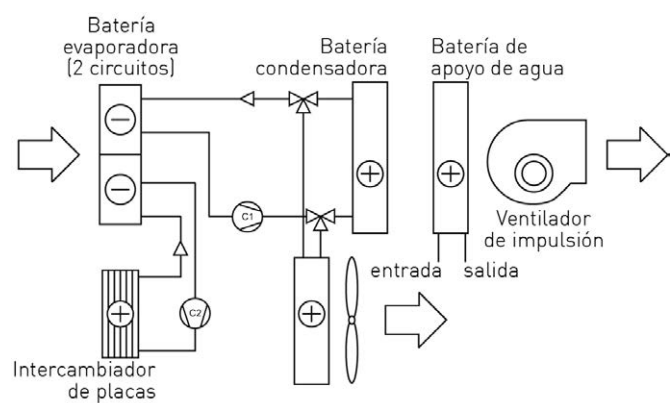 Batería
evaporadora
(2 circuitos)
Batería
condensadora
Batería de
apoyo de agua
C1
Ventilador
de impulsión
entrada
salida
C2
Intercambiador
de placas